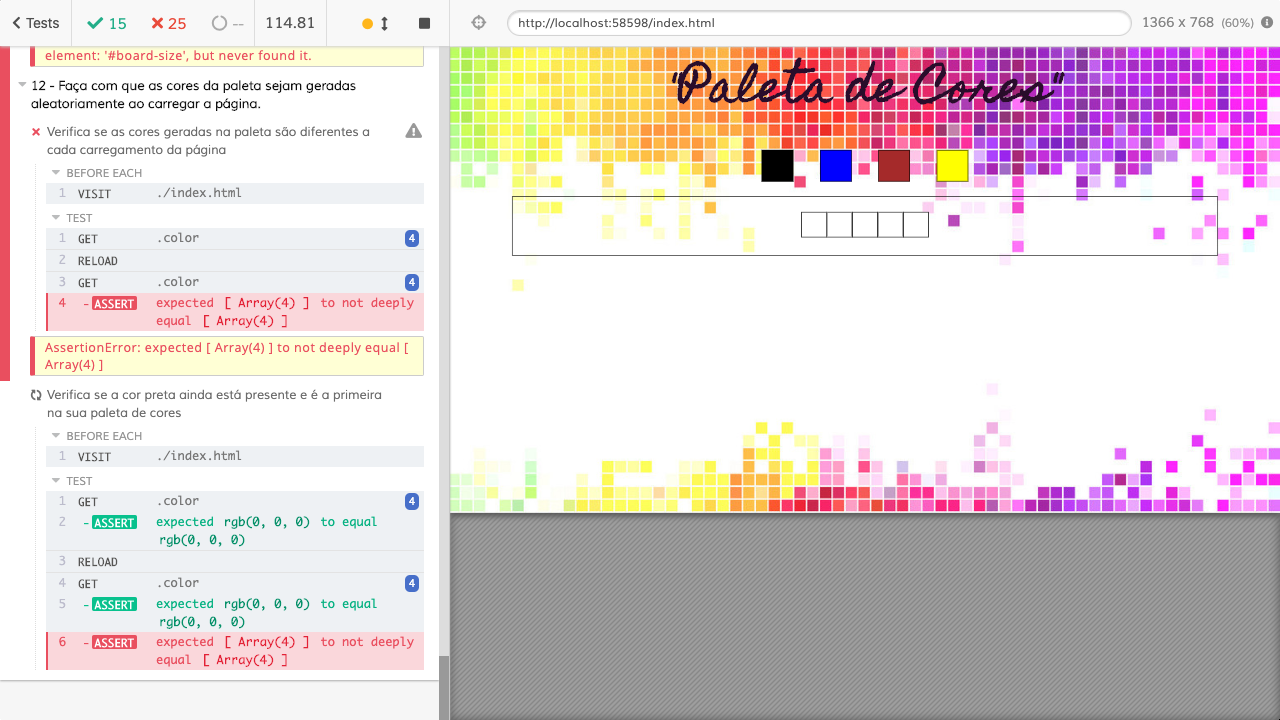 Tests
15
25
--
114.81
http://localhost:58598/index.html
1366 x 768 (60%)
element: '#board-size', but never found it.
12 - Faça com que as cores da paleta sejam geradas
aleatoriamente ao carregar a página.
Verifica se as cores geradas na paleta são diferentes a
cada carregamento da página
BEFORE EACH
1 VISIT ./index.html
TEST
1 GET .color 4
2 RELOAD
3 GET .color 4
4 -ASSERT expected [ Array(4) ] to not deeply
equal [ Array(4) ]
AssertionError: expected [ Array(4) ] to not deeply equal [
Array(4) ]
Verifica se a cor preta ainda está presente e é a primeira
na sua paleta de cores
BEFORE EACH
1 VISIT ./index.html
TEST
1 GET .color 4
2 -ASSERT expected rgb(0, 0, 0) to equal
rgb(0, 0, 0)
3 RELOAD
4 GET .color 4
5 -ASSERT expected rgb(0, 0, 0) to equal
rgb(0, 0, 0)
6 -ASSERT expected [ Array(4) ] to not deeply
equal [ Array(4) ]
"Paleta de Cores"